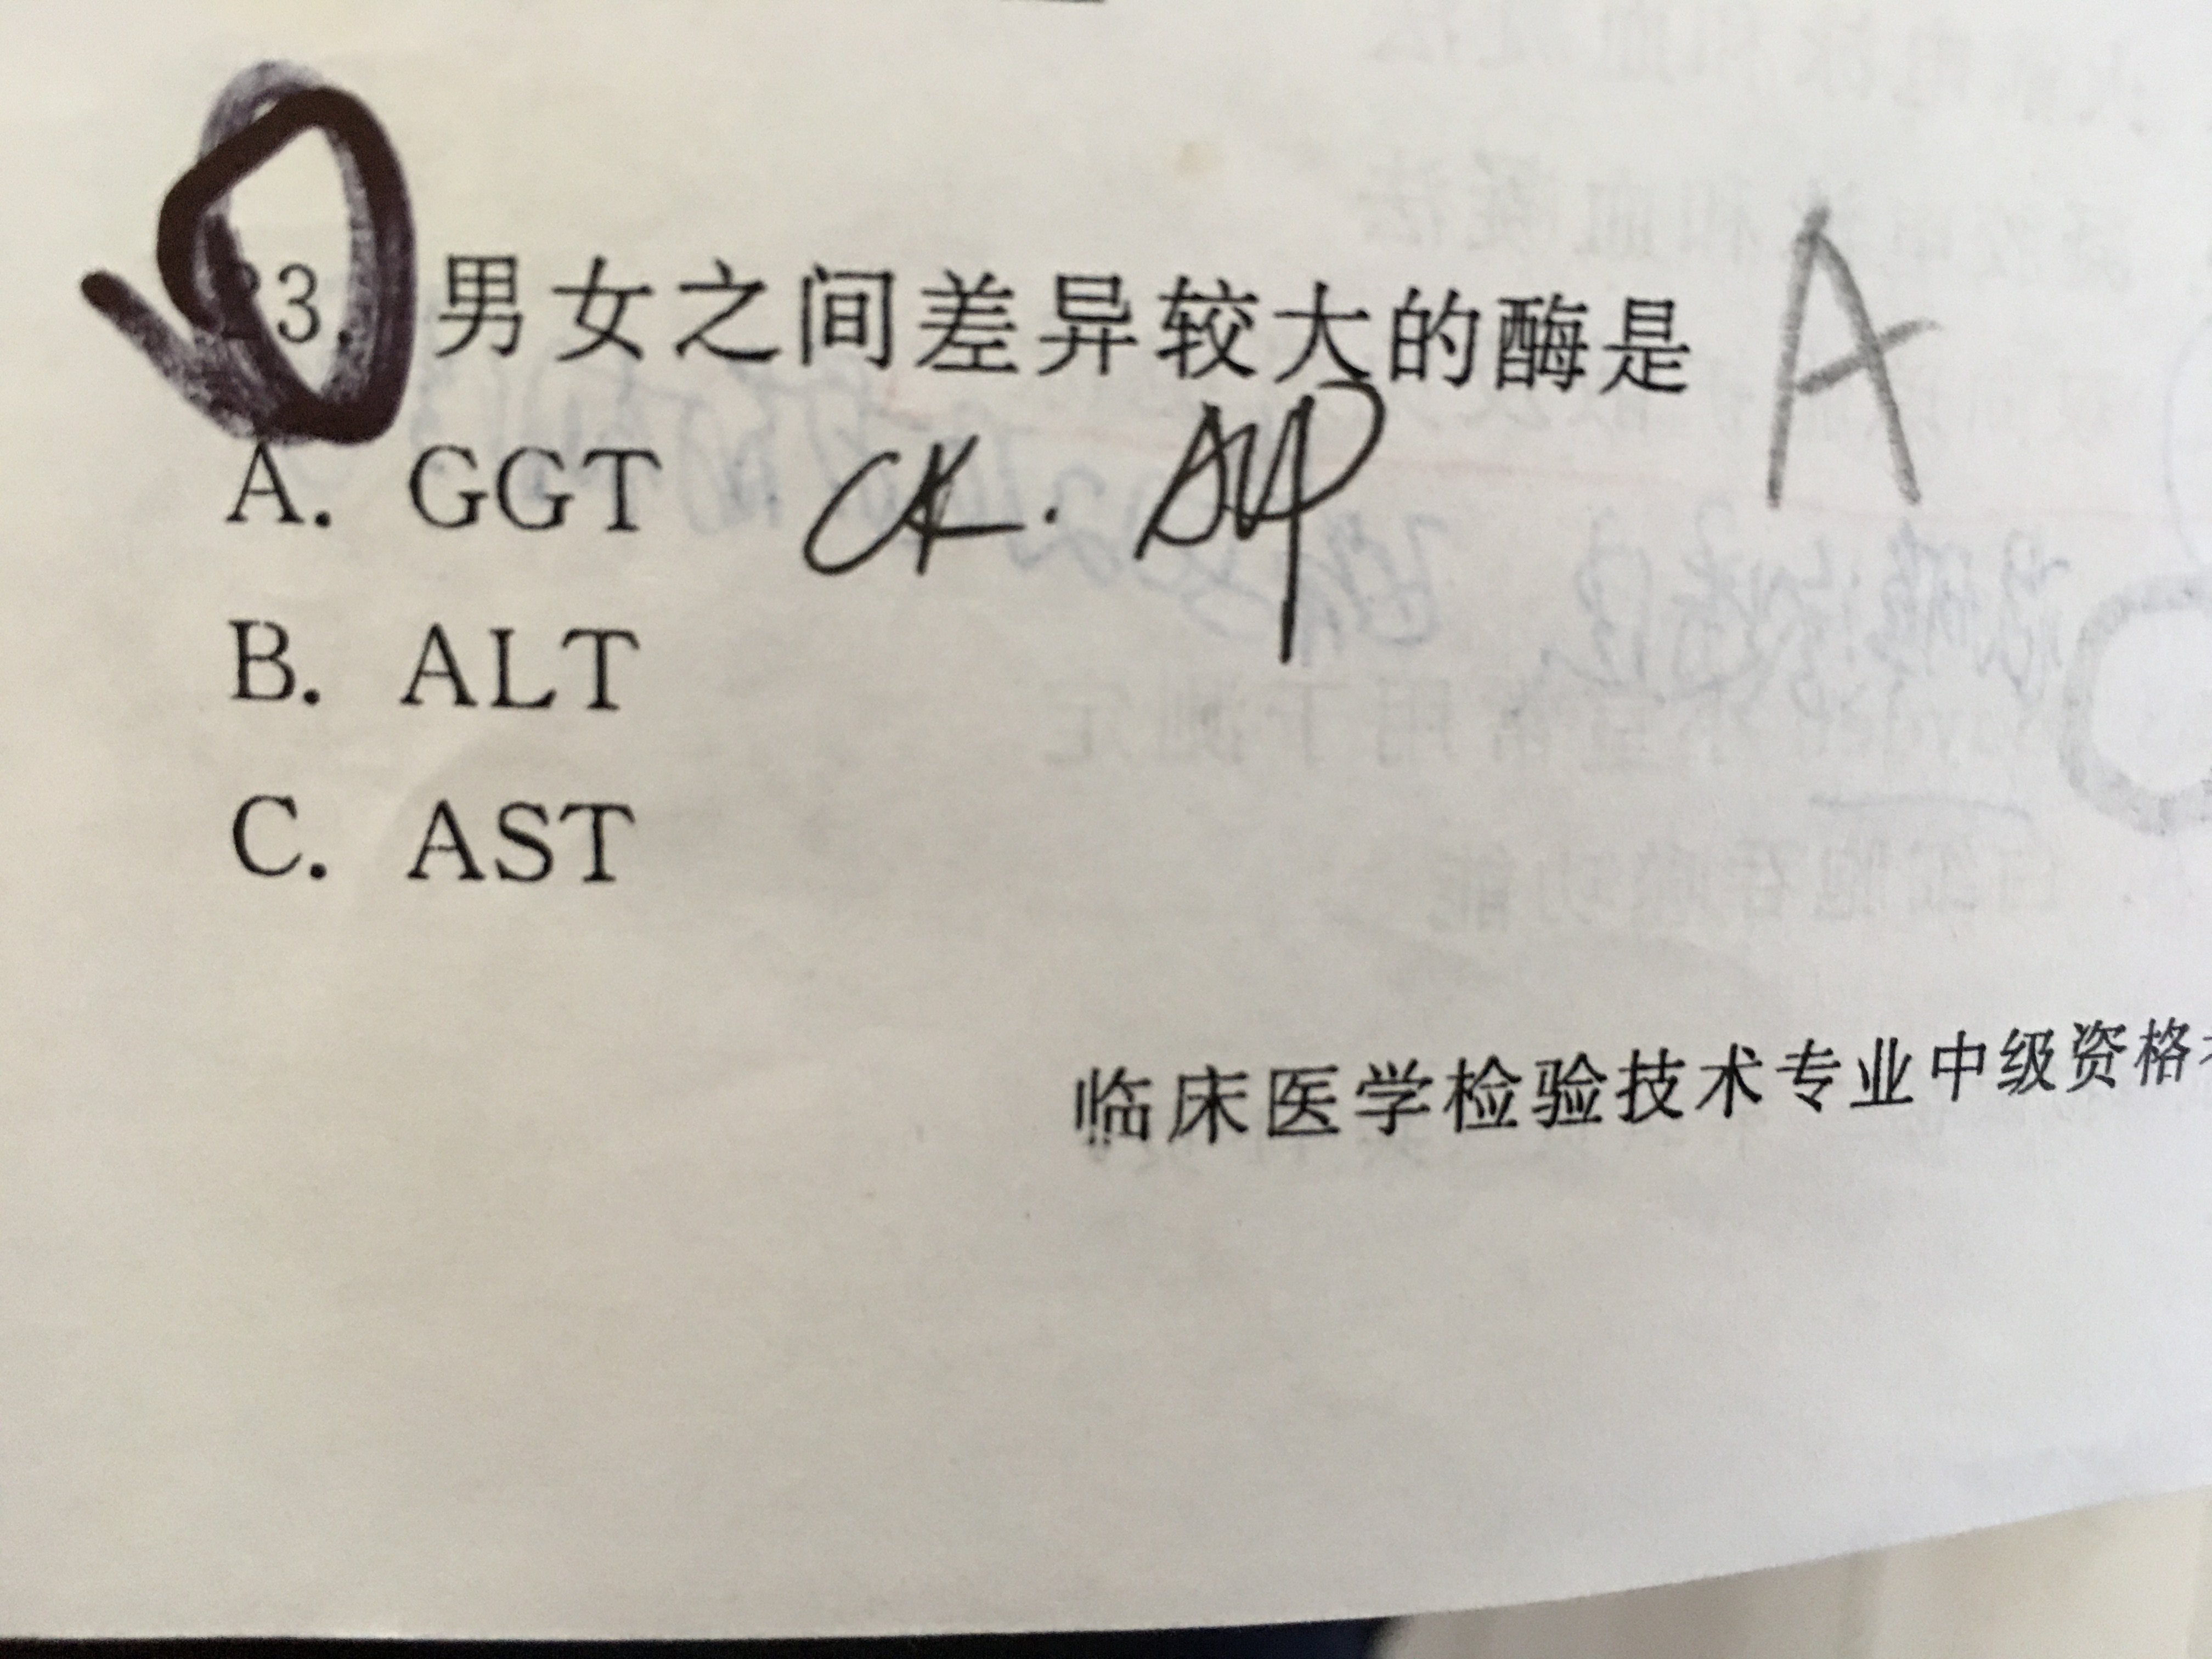 3. 男女之间差异较大的酶是 A
A. GGT CK.
B. ALT
C. AST
临床医学检验技术专业中级资格